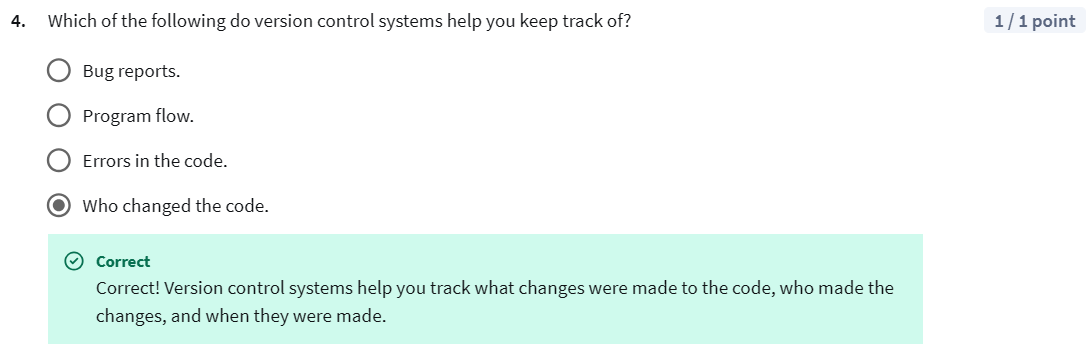 4. Which of the following do version control systems help you keep track of? 1 / 1 point
Bug reports.
Program flow.
Errors in the code.
Who changed the code.
Correct
Correct! Version control systems help you track what changes were made to the code, who made the
changes, and when they were made.